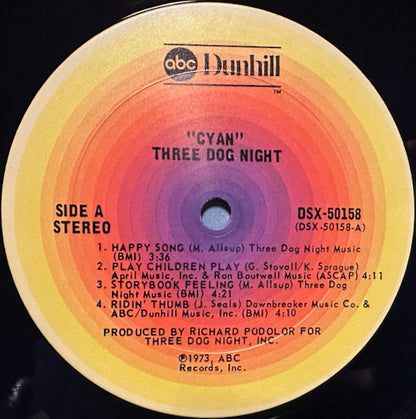 abc Dunhill
TM
"CYAN"
THREE DOG NIGHT
SIDE A
STEREO
DSX-50158
(DSX-50158-A)
1. HAPPY SONG (M. Allsup) Three Dog Night Music
(BMI) 3:36
2. PLAY CHILDREN PLAY (G. Stovall/K. Sprague)
April Music, Inc. & Ron Boutwell Music (ASCAP) 4:11
3. STORYBOOK FEELING (M. Allsup) Three Dog
Night Music (BMI) 4:21
4. RIDIN' THUMB (J. Seals) Dawnbreaker Music Co. &
ABC/Dunhill Music, Inc. (BMI) 4:10
PRODUCED BY RICHARD PODOLOR FOR
THREE DOG NIGHT, INC.
℗1973, ABC
Records, Inc.